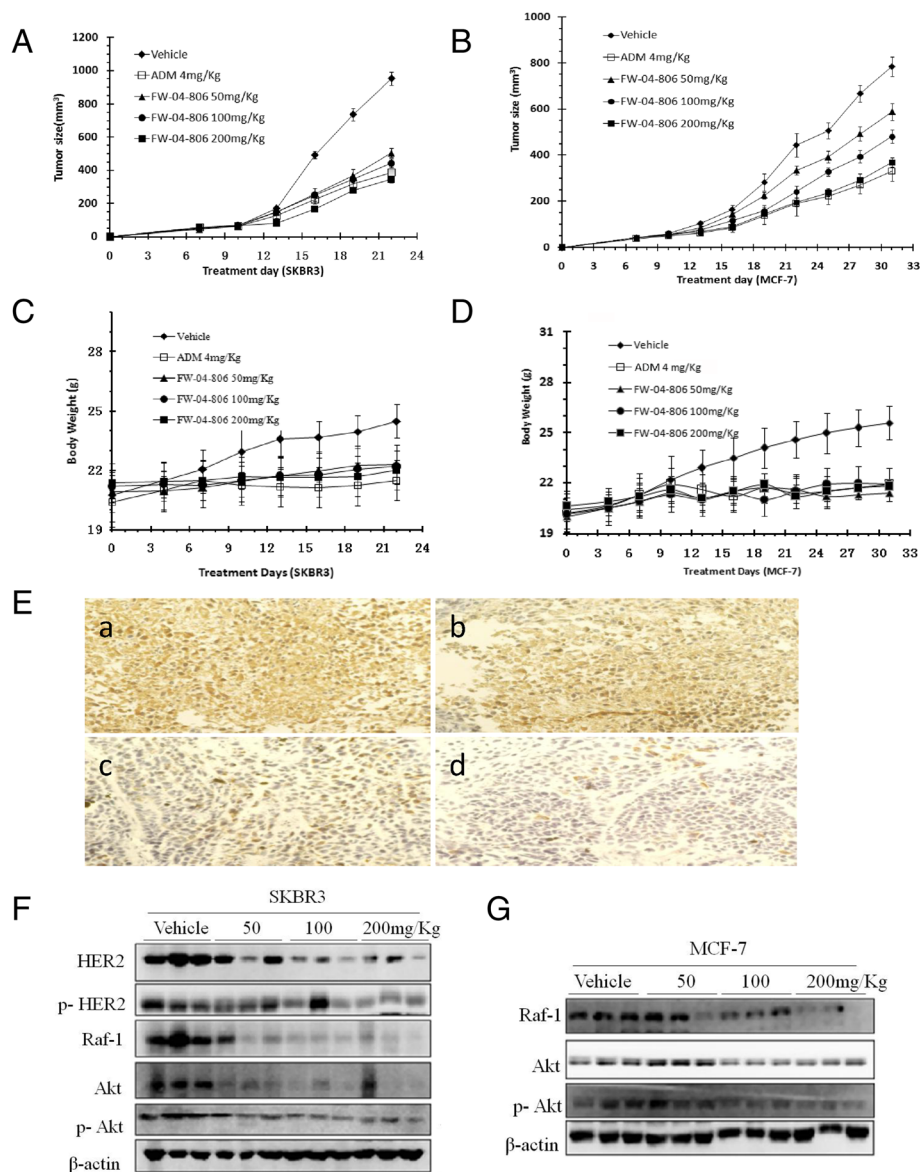 A
Tumor size(mm³)
1200
1000
800
600
400
200
0
Vehicle
ADM 4mg/Kg
FW-04-806 50mg/Kg
FW-04-806 100mg/Kg
FW-04-806 200mg/Kg
0 3 6 9 12 15 18 21 24
Treatment day (SKBR3)
B
Tumor size(mm³)
1000
800
600
400
200
0
Vehicle
ADM 4mg/Kg
FW-04-806 50mg/Kg
FW-04-806 100mg/Kg
FW-04-806 200mg/Kg
0 3 6 9 12 15 18 21 24 27 30 33
Treatment day (MCF-7)
C
Body Weight (g)
28
25
22
19
Vehicle
ADM 4mg/Kg
FW-04-806 50mg/Kg
FW-04-806 100mg/Kg
FW-04-806 200mg/Kg
0 3 6 9 12 15 18 21 24
Treatment Days (SKBR3)
D
Body Weight (g)
31
28
25
22
19
Vehicle
ADM 4 mg/Kg
FW-04-806 50mg/Kg
FW-04-806 100mg/Kg
FW-04-806 200mg/Kg
0 3 6 9 12 15 18 21 24 27 30 33
Treatment Days (MCF-7)
E
a
b
c
d
F
SKBR3
Vehicle 50 100 200mg/Kg
HER2
p- HER2
Raf-1
Akt
p- Akt
β-actin
G
MCF-7
Vehicle 50 100 200mg/Kg
Raf-1
Akt
p- Akt
β-actin